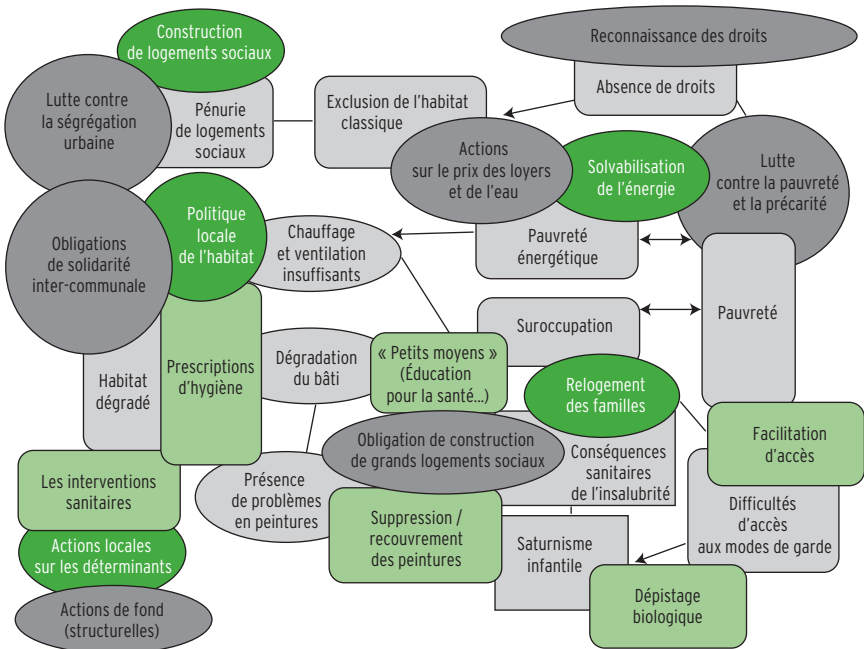 Construction
de logements sociaux
Reconnaissance des droits
Absence de droits
Lutte contre
la ségrégation
urbaine
Pénurie
de logements
sociaux
Exclusion de l'habitat
classique
Actions
sur le prix des loyers
et de l'eau
Solvabilisation
de l'énergie
Lutte
contre la pauvreté
et la précarité
Obligations
de solidarité
inter-communale
Politique
locale
de l'habitat
Chauffage
et ventilation
insuffisants
Pauvreté
énergétique
Pauvreté
Suroccupation
Habitat
dégradé
Prescriptions
d'hygiène
Dégradation
du bâti
« Petits moyens »
(Éducation
pour la santé…)
Relogement
des familles
Facilitation
d'accès
Obligation de construction
de grands logements sociaux
Conséquences
sanitaires
de l'insalubrité
Les interventions
sanitaires
Présence
de problèmes
en peintures
Suppression /
recouvrement
des peintures
Difficultés
d'accès
aux modes de garde
Saturnisme
infantile
Actions locales
sur les déterminants
Dépistage
biologique
Actions de fond
(structurelles)